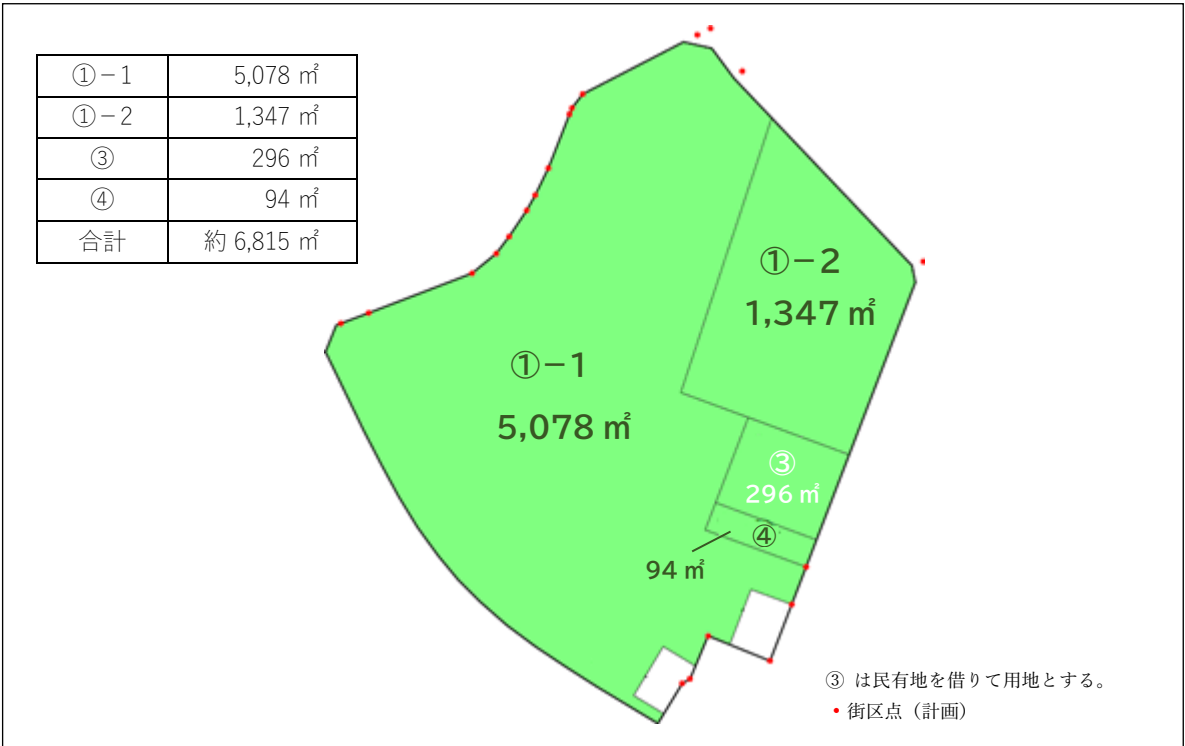 ①－1 5,078 ㎡
①－2 1,347 ㎡
③ 296 ㎡
④ 94 ㎡
合計 約 6,815 ㎡
①－2
1,347 ㎡
①－1
5,078 ㎡
③
296 ㎡
④
94 ㎡
③ は民有地を借りて用地とする。
• 街区点（計画）